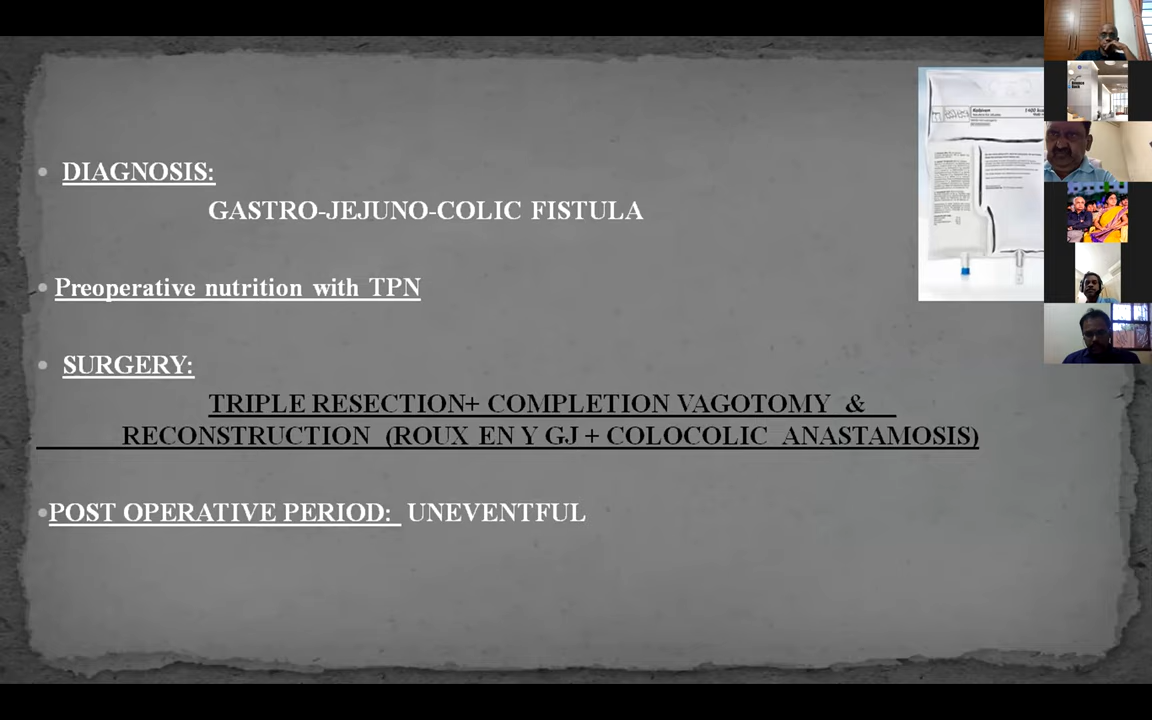 DIAGNOSIS:
GASTRO-JEJUNO-COLIC FISTULA
Preoperative nutrition with TPN
SURGERY:
TRIPLE RESECTION+ COMPLETION VAGOTOMY &
RECONSTRUCTION (ROUX EN Y GJ + COLOCOLIC ANASTAMOSIS)
POST OPERATIVE PERIOD: UNEVENTFUL